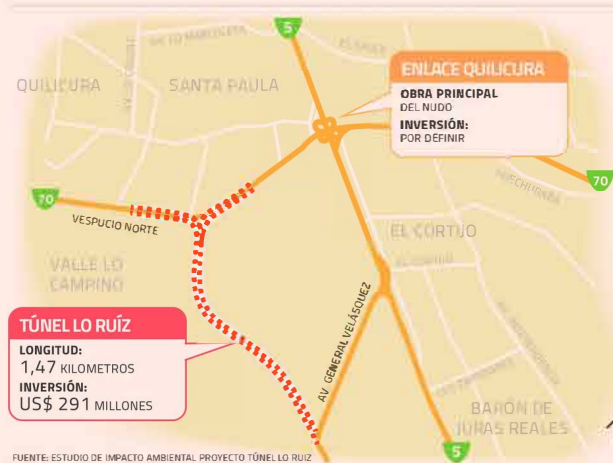 5
QUILICURA
SANTA PAULA
ENLACE QUILICURA
OBRA PRINCIPAL
DEL NUDO
INVERSIÓN:
POR DEFINIR
70
HUECHURABA
70
VESPUCIO NORTE
EL CORTIJO
VALLE LO
CAMPINO
AV. GENERAL VELÁSQUEZ
TÚNEL LO RUÍZ
LONGITUD:
1,47 KILOMETROS
INVERSIÓN:
US$ 291 MILLONES
BARÓN DE
JURAS REALES
5
FUENTE: ESTUDIO DE IMPACTO AMBIENTAL PROYECTO TÚNEL LO RUIZ